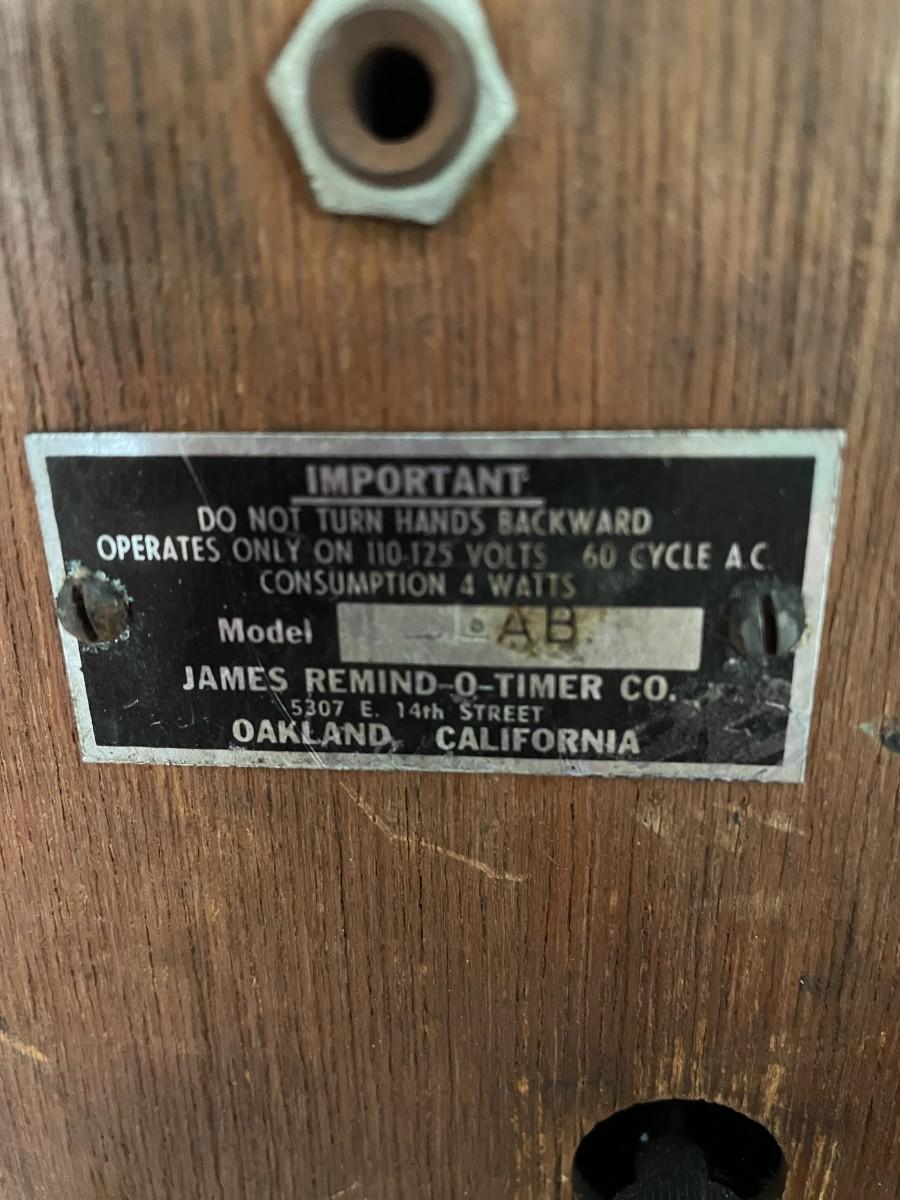 IMPORTANT
DO NOT TURN HANDS BACKWARD
OPERATES ONLY ON 110-125 VOLTS 60 CYCLE A.C.
CONSUMPTION 4 WATTS
Model AB
JAMES REMIND-O-TIMER CO.
5307 E. 14th STREET
OAKLAND, CALIFORNIA